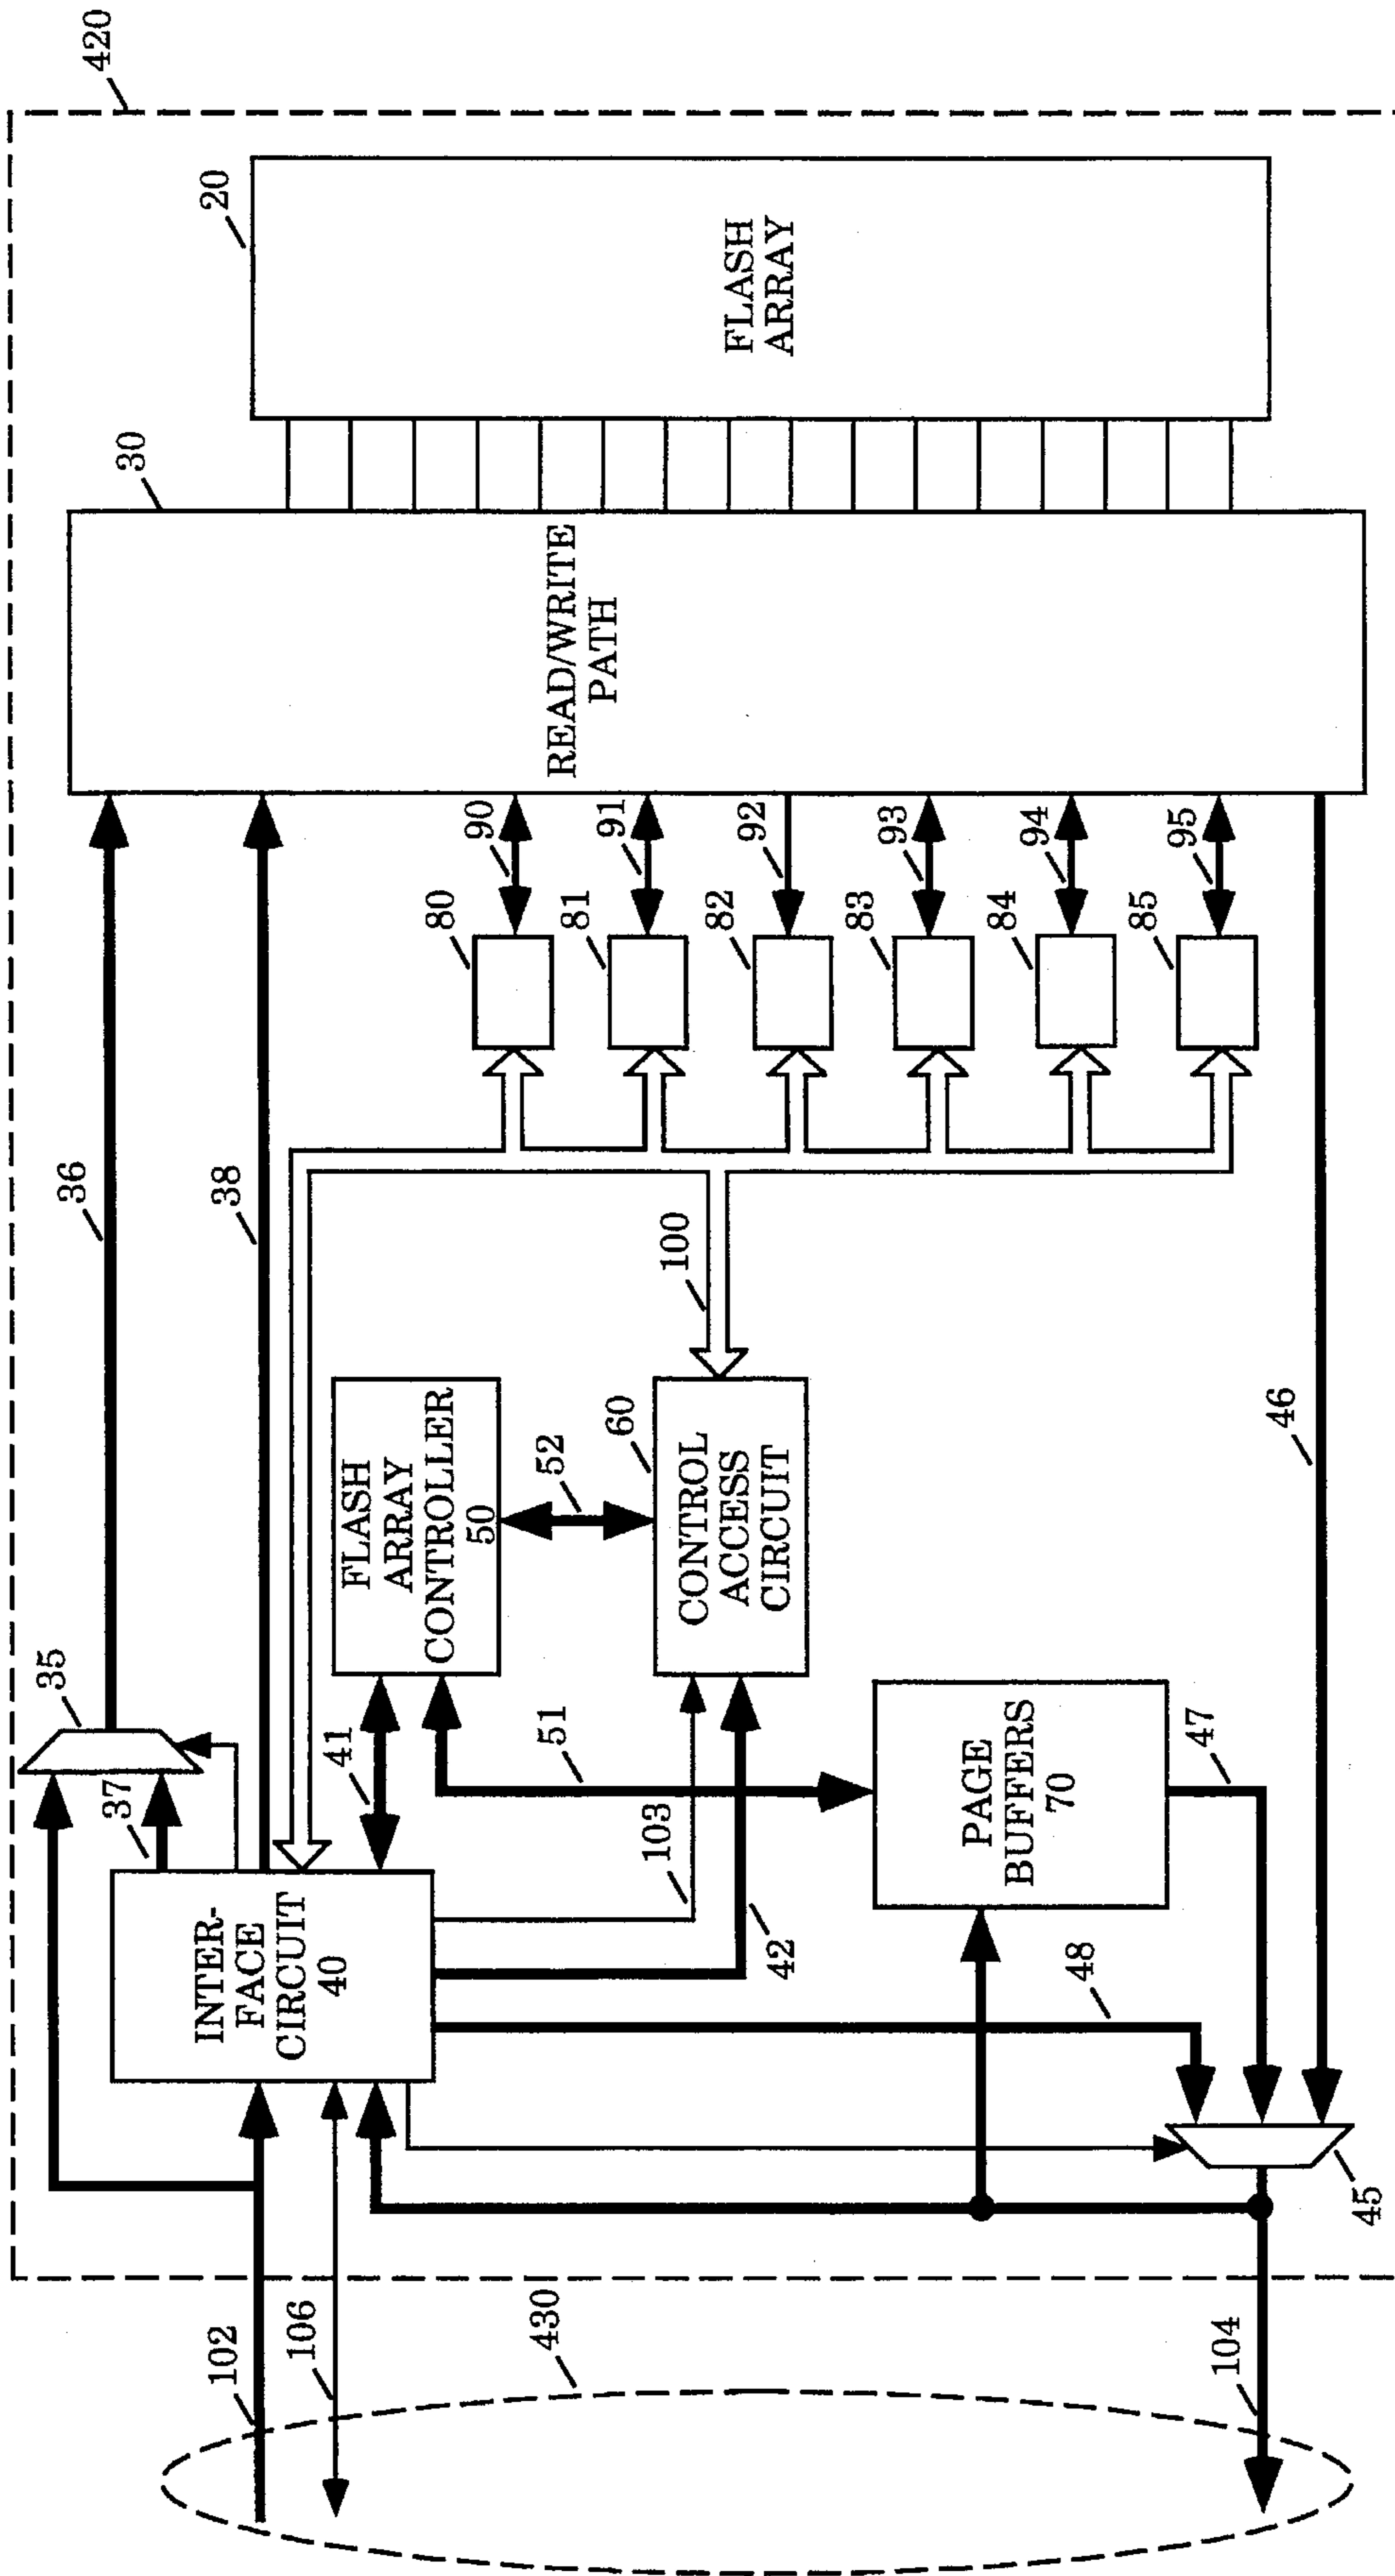 420
35
36
30
37
20
102
38
106
INTER-
FACE
CIRCUIT
40
41
FLASH
ARRAY
CONTROLLER
50
80
90
READ/WRITE
PATH
430
51
52
81
91
103
60
100
CONTROL
ACCESS
CIRCUIT
82
92
FLASH
ARRAY
42
83
93
PAGE
BUFFERS
70
84
94
48
85
95
47
104
46
45